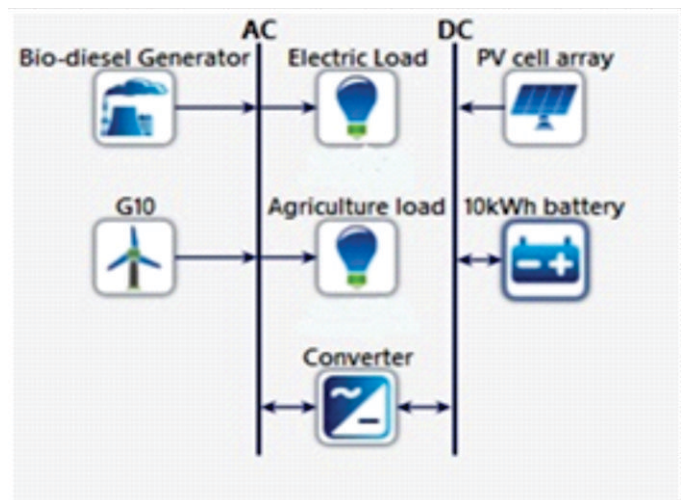 AC DC
Bio-diesel Generator Electric Load PV cell array
G10 Agriculture load 10kWh battery
Converter